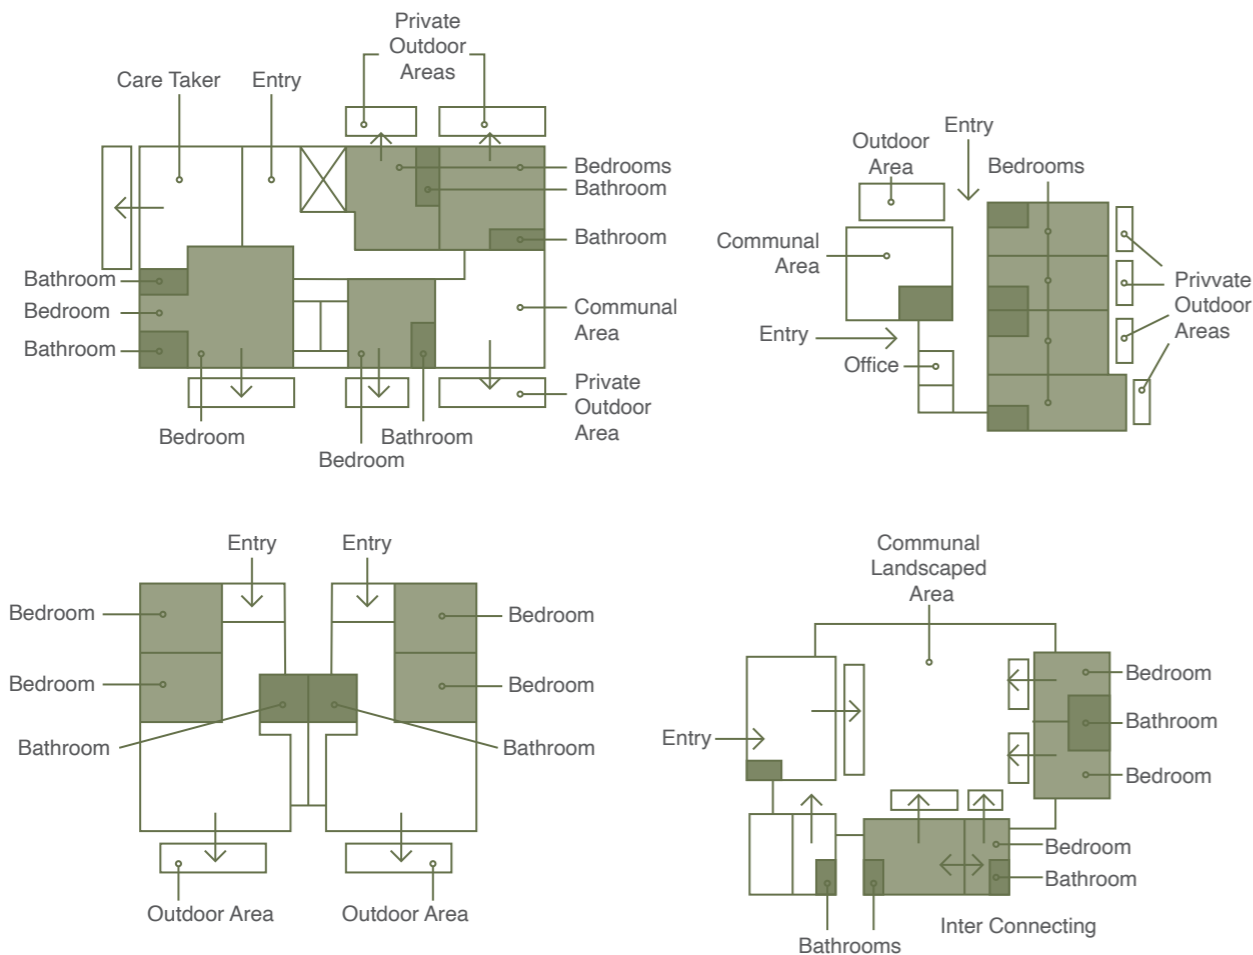 Private
Outdoor
Areas
Care Taker
Entry
Bedrooms
Bathroom
Bathroom
Bathroom
Bedroom
Bathroom
Communal
Area
Private
Outdoor
Area
Bedroom
Bathroom
Bedroom
Entry
Outdoor
Area
Bedrooms
Communal
Area
Privvate
Outdoor
Areas
Entry
Office
Entry
Entry
Bedroom
Bedroom
Bedroom
Bedroom
Bathroom
Bathroom
Outdoor Area
Outdoor Area
Communal
Landscaped
Area
Bedroom
Bathroom
Bedroom
Entry
Bedroom
Bathroom
Inter Connecting
Bathrooms